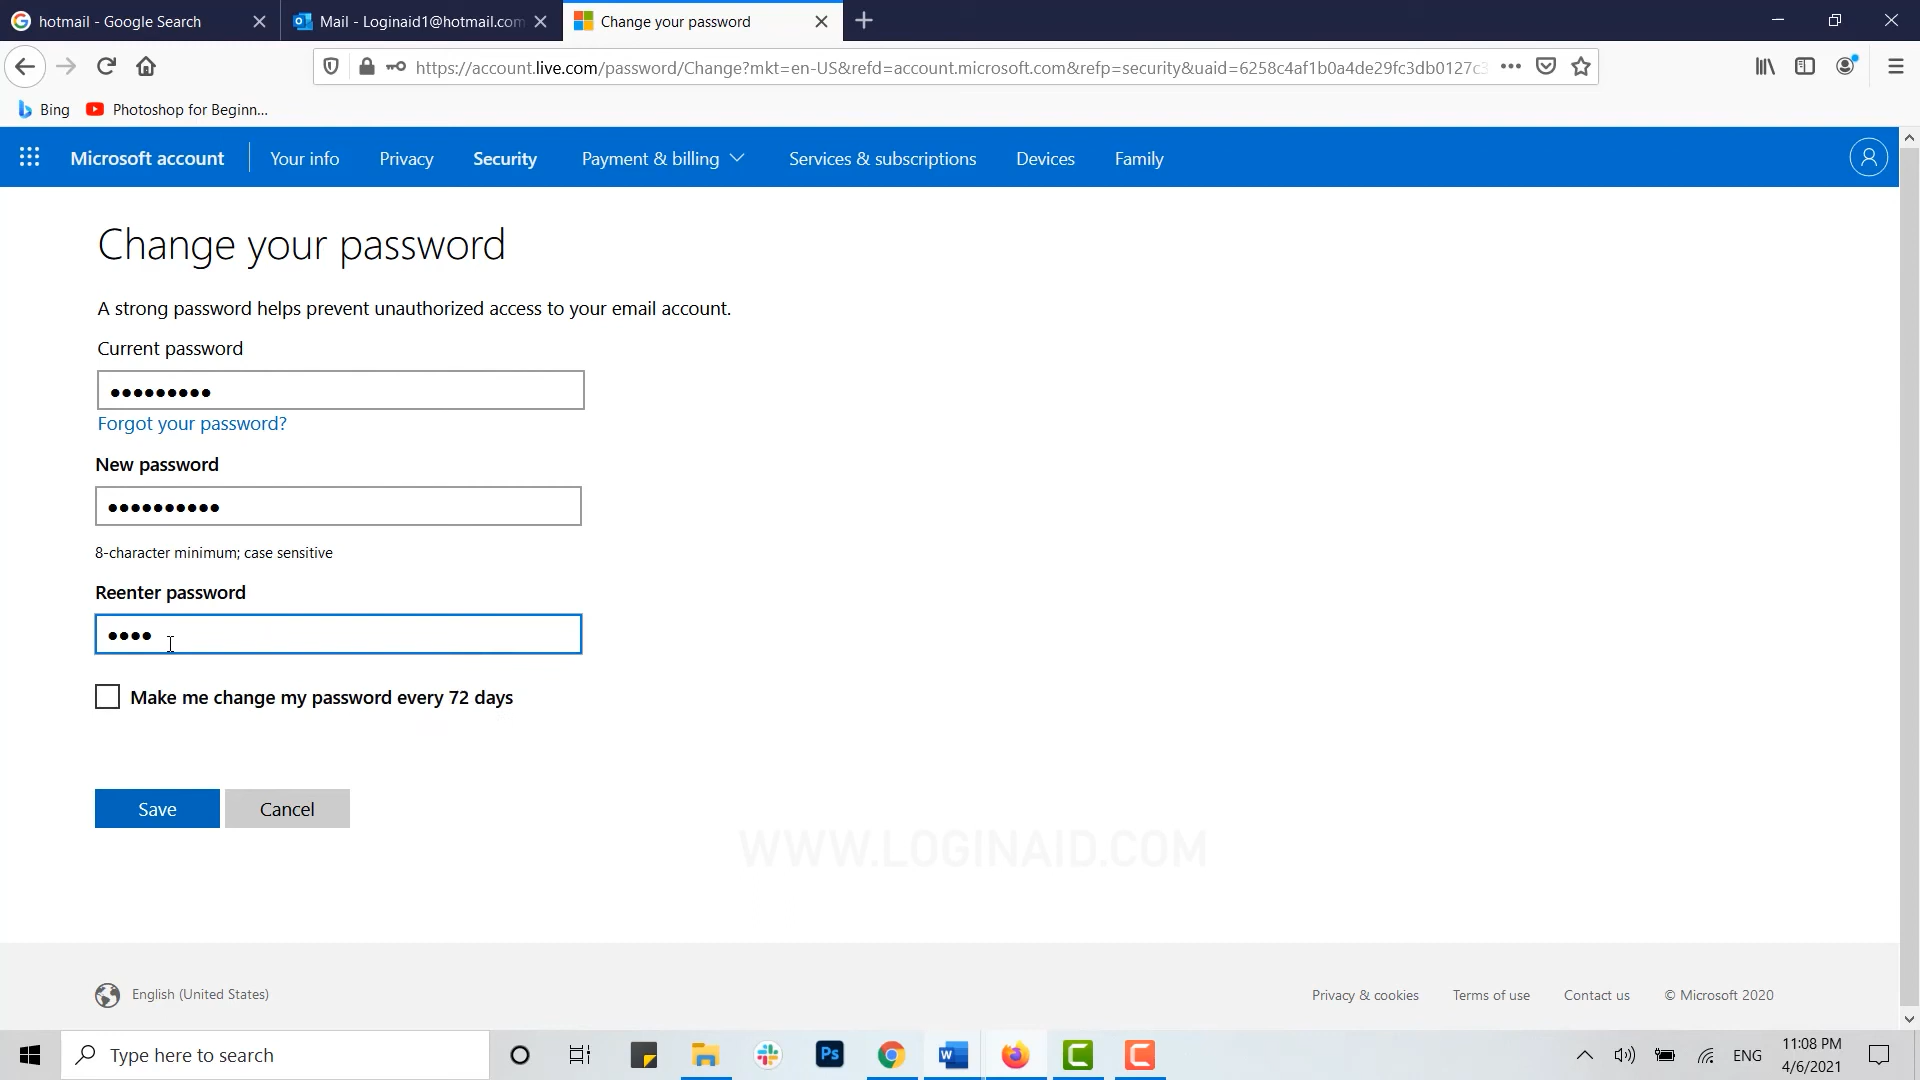 hotmail - Google Search
Mail - Loginaid1@hotmail.com
Change your password
https://account.live.com/password/Change?mkt=en-US&refd=account.microsoft.com&refp=security&uaid=6258c4af1b0a4de29fc3db0127c3
Bing
Photoshop for Beginn...
Microsoft account
Your info
Privacy
Security
Payment & billing
Services & subscriptions
Devices
Family
Change your password
A strong password helps prevent unauthorized access to your email account.
Current password
●●●●●●●●●
Forgot your password?
New password
●●●●●●●●●●
8-character minimum; case sensitive
Reenter password
●●●●
Make me change my password every 72 days
Save
Cancel
WWW.LOGINAID.COM
English (United States)
Privacy & cookies
Terms of use
Contact us
© Microsoft 2020
Type here to search
Ps
W
C
C
ENG
11:08 PM
4/6/2021